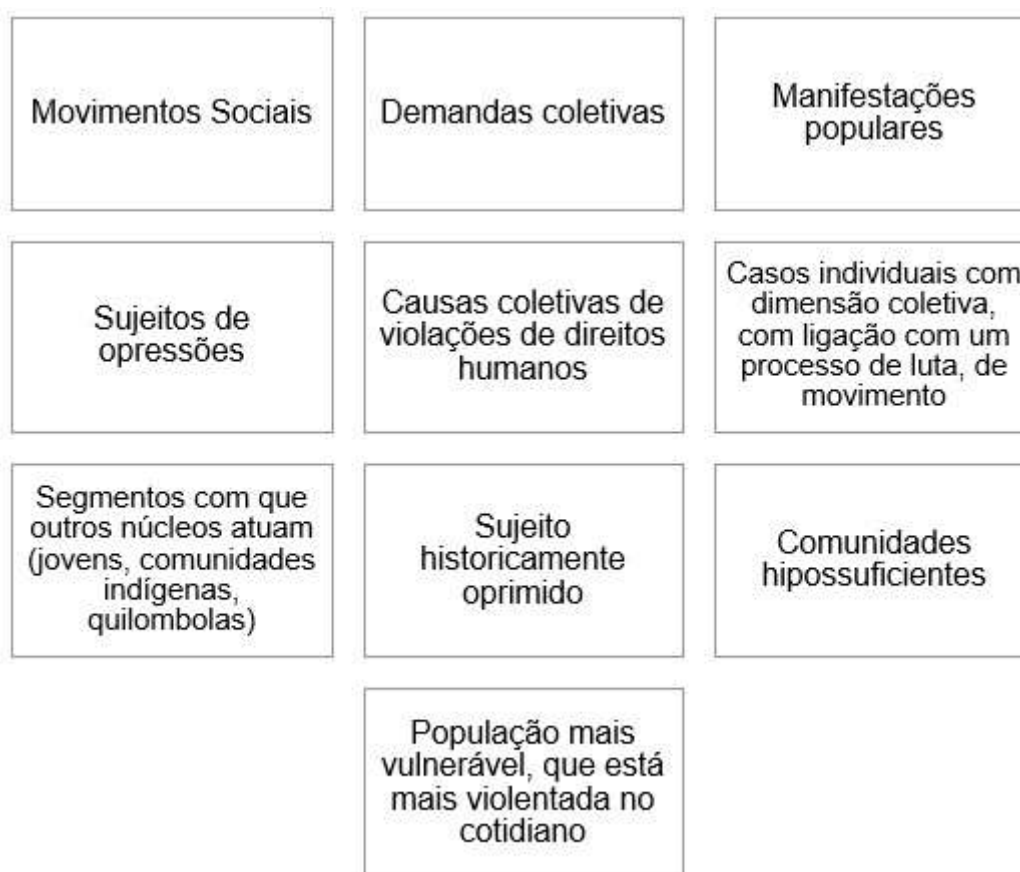 Movimentos Sociais
Demandas coletivas
Manifestações
populares
Sujeitos de
opressões
Causas coletivas de
violações de direitos
humanos
Casos individuais com
dimensão coletiva,
com ligação com um
processo de luta, de
movimento
Segmentos com que
outros núcleos atuam
(jovens, comunidades
indígenas,
quilombolas)
Sujeito
historicamente
oprimido
Comunidades
hipossuficientes
População mais
vulnerável, que está
mais violentada no
cotidiano